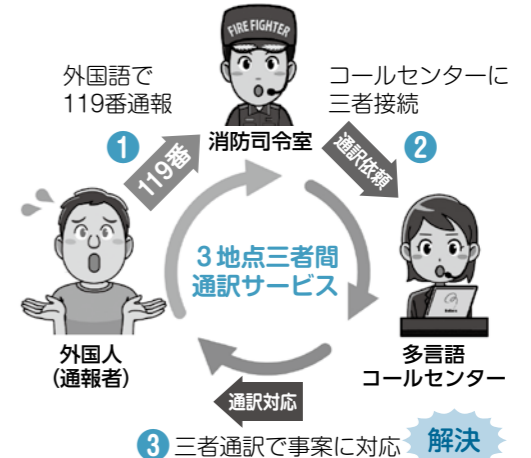 FIRE FIGHTER
外国語で
119番通報
コールセンターに
三者接続
❶
消防司令室
❷
119番
通訳依頼
3地点三者間
通訳サービス
外国人
(通報者)
多言語
コールセンター
通訳対応
❸ 三者通訳で事案に対応
解決